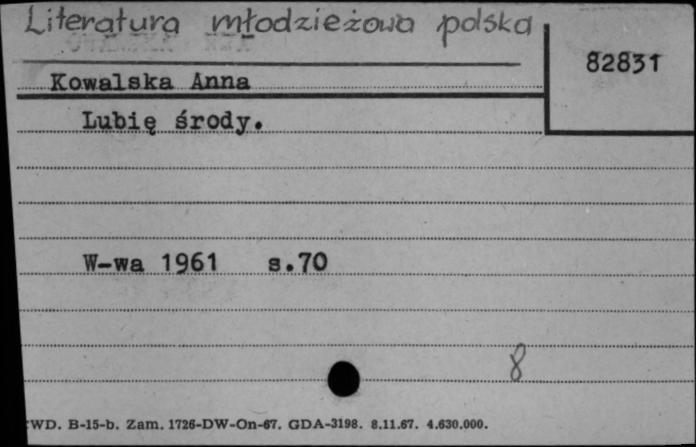 Literatura młodzieżowa polska
82831
Kowalska Anna
Lubię środy.
W-wa 1961 s.70
8
WD. B-15-b. Zam. 1726-DW-On-67. GDA-3198. 8.11.67. 4.630.000.